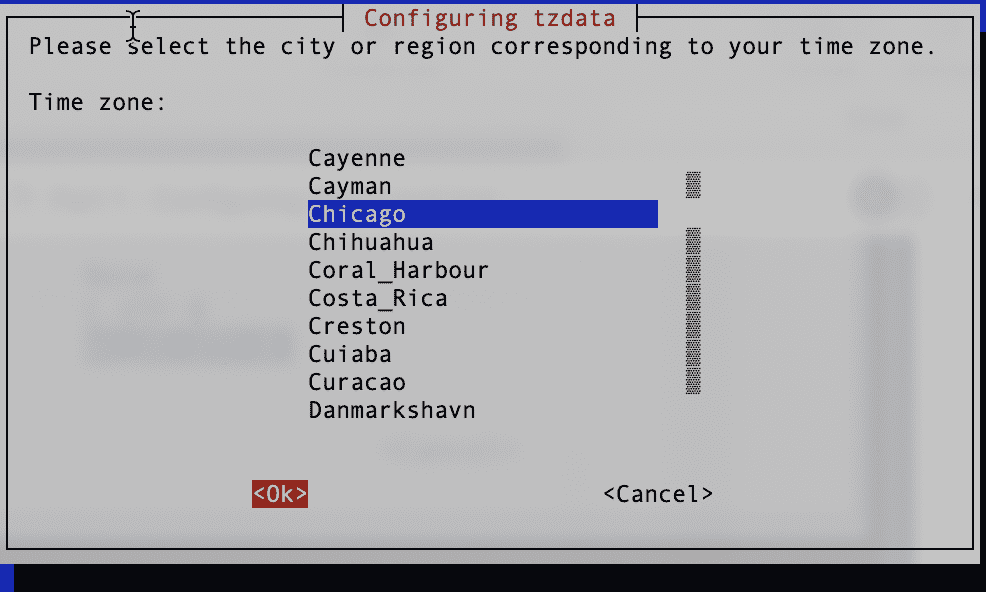 Configuring tzdata
Please select the city or region corresponding to your time zone.
Time zone:
Cayenne
Cayman
Chicago
Chihuahua
Coral_Harbour
Costa_Rica
Creston
Cuiaba
Curacao
Danmarkshavn
<Ok> <Cancel>